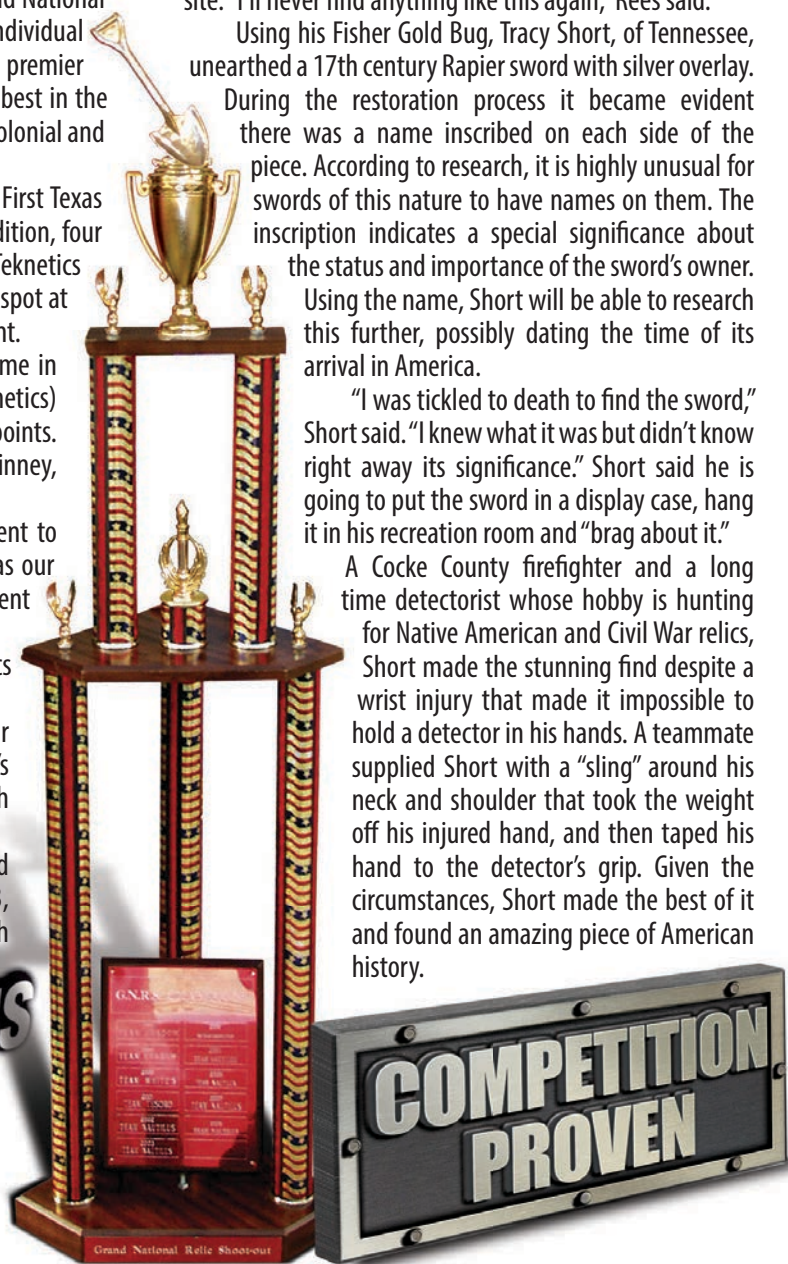 nd National
ndividual
premier
best in the
olonial and
First Texas
dition, four
Teknetics
spot at
nt.
me in
netics)
points.
inney,
ent to
as our
ent
ts
r
's
h
d
s,
h
site. "I'll never find anything like this again," Rees said.
Using his Fisher Gold Bug, Tracy Short, of Tennessee,
unearthed a 17th century Rapier sword with silver overlay.
During the restoration process it became evident
there was a name inscribed on each side of the
piece. According to research, it is highly unusual for
swords of this nature to have names on them. The
inscription indicates a special significance about
the status and importance of the sword's owner.
Using the name, Short will be able to research
this further, possibly dating the time of its
arrival in America.
"I was tickled to death to find the sword,"
Short said. "I knew what it was but didn't know
right away its significance." Short said he is
going to put the sword in a display case, hang
it in his recreation room and "brag about it."
A Cocke County firefighter and a long
time detectorist whose hobby is hunting
for Native American and Civil War relics,
Short made the stunning find despite a
wrist injury that made it impossible to
hold a detector in his hands. A teammate
supplied Short with a "sling" around his
neck and shoulder that took the weight
off his injured hand, and then taped his
hand to the detector's grip. Given the
circumstances, Short made the best of it
and found an amazing piece of American
history.
G.N.R.S.
TEAM
TEAM
TEAM
TEAM NAUTILUS
TEAM NAUTILUS
Grand National Relic Shoot-out
COMPETITION
PROVEN